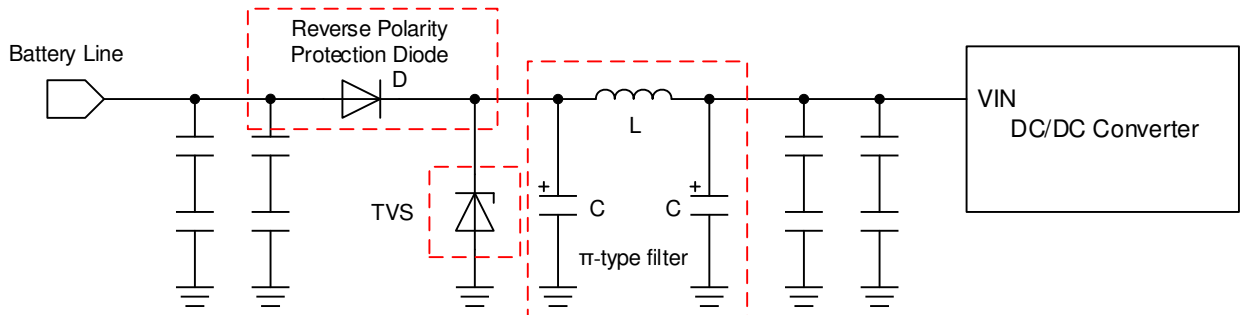 Reverse Polarity
Protection Diode
Battery Line
D
VIN
DC/DC Converter
L
+
+
TVS
C
C
π-type filter